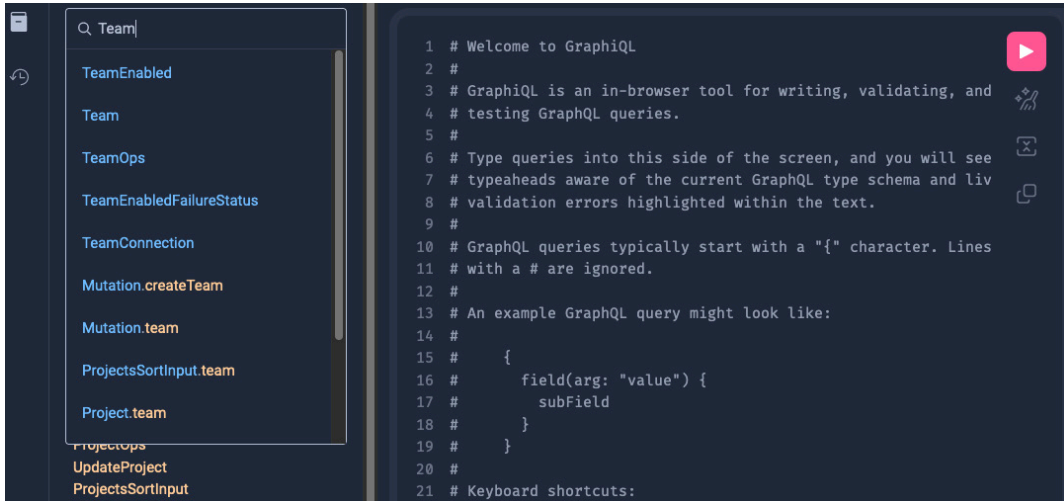 Team
TeamEnabled
Team
TeamOps
TeamEnabledFailureStatus
TeamConnection
Mutation.createTeam
Mutation.team
ProjectsSortInput.team
Project.team
ProjectOps
UpdateProject
ProjectsSortInput
1 # Welcome to GraphiQL
2 #
3 # GraphiQL is an in-browser tool for writing, validating, and
4 # testing GraphQL queries.
5 #
6 # Type queries into this side of the screen, and you will see
7 # typeaheads aware of the current GraphQL type schema and liv
8 # validation errors highlighted within the text.
9 #
10 # GraphQL queries typically start with a "{" character. Lines
11 # with a # are ignored.
12 #
13 # An example GraphQL query might look like:
14 #
15 #     {
16 #       field(arg: "value") {
17 #         subField
18 #       }
19 #     }
20 #
21 # Keyboard shortcuts: